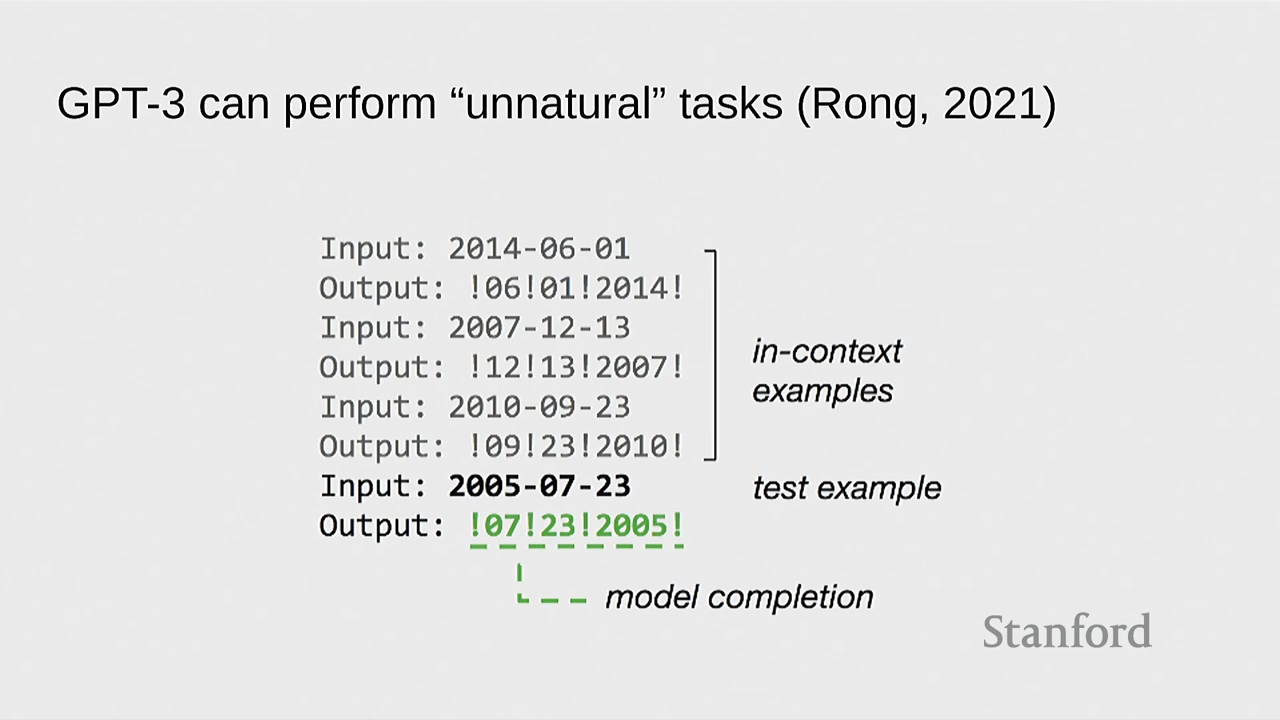 GPT-3 can perform “unnatural” tasks (Rong, 2021)
Input: 2014-06-01
Output: !06!01!2014!
Input: 2007-12-13
Output: !12!13!2007!
Input: 2010-09-23
Output: !09!23!2010!
in-context
examples
Input: 2005-07-23
test example
Output: !07!23!2005!
model completion
Stanford